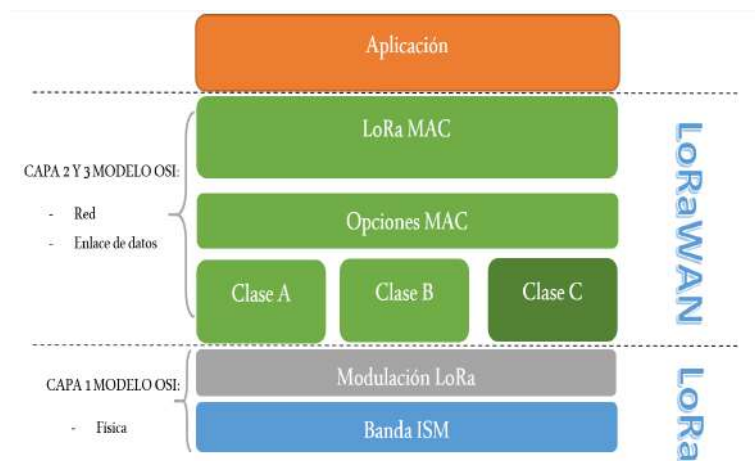 Aplicación
LoRa MAC
CAPA 2 Y 3 MODELO OSI:
- Red
- Enlace de datos
Opciones MAC
Clase A
Clase B
Clase C
LoRaWAN
CAPA 1 MODELO OSI:
- Física
Modulación LoRa
Banda ISM
LoRa